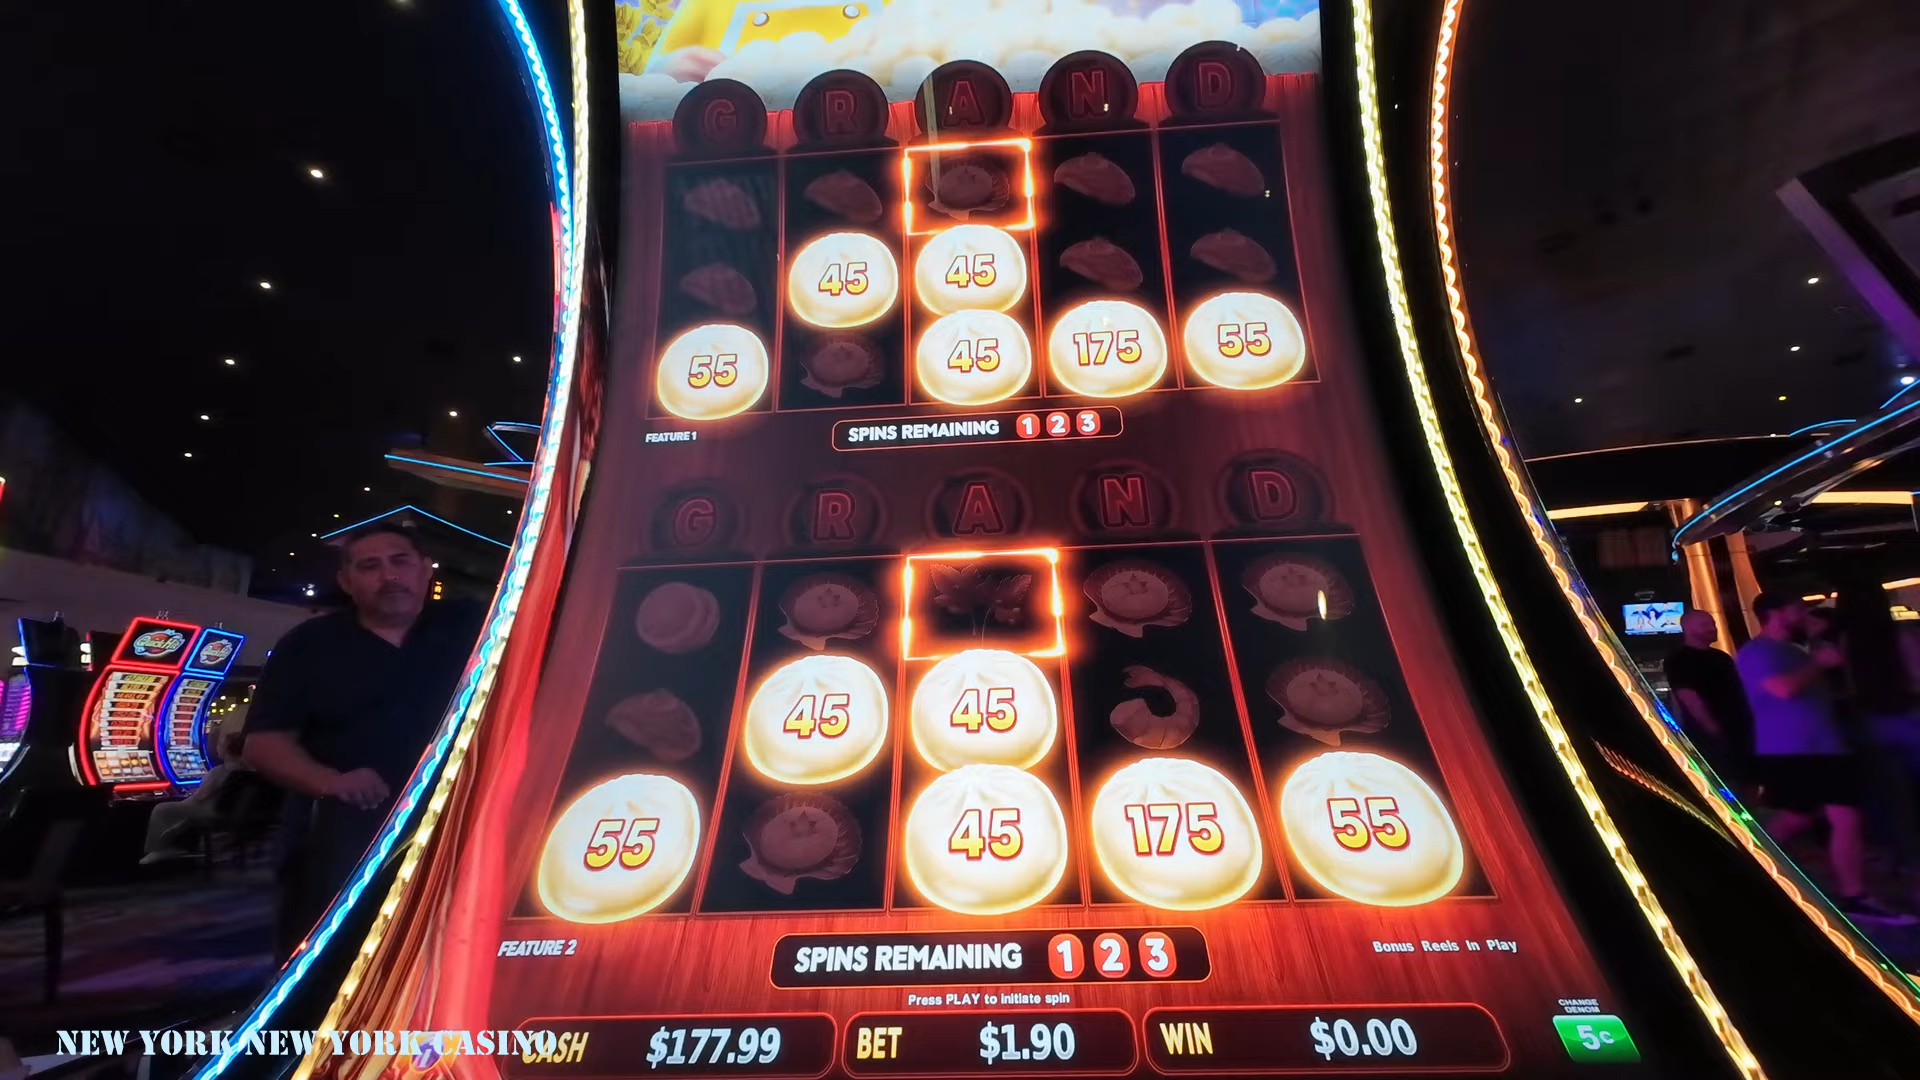 G R A N D
45 45
55 45 175 55
FEATURE 1
SPINS REMAINING 1 2 3
G R A N D
45 45
55 45 175 55
FEATURE 2
SPINS REMAINING 1 2 3
Bonus Reels In Play
Press PLAY to initiate spin
CHANGE
DENOM
5¢
CASH $177.99 BET $1.90 WIN $0.00
NEW YORK NEW YORK CASINO